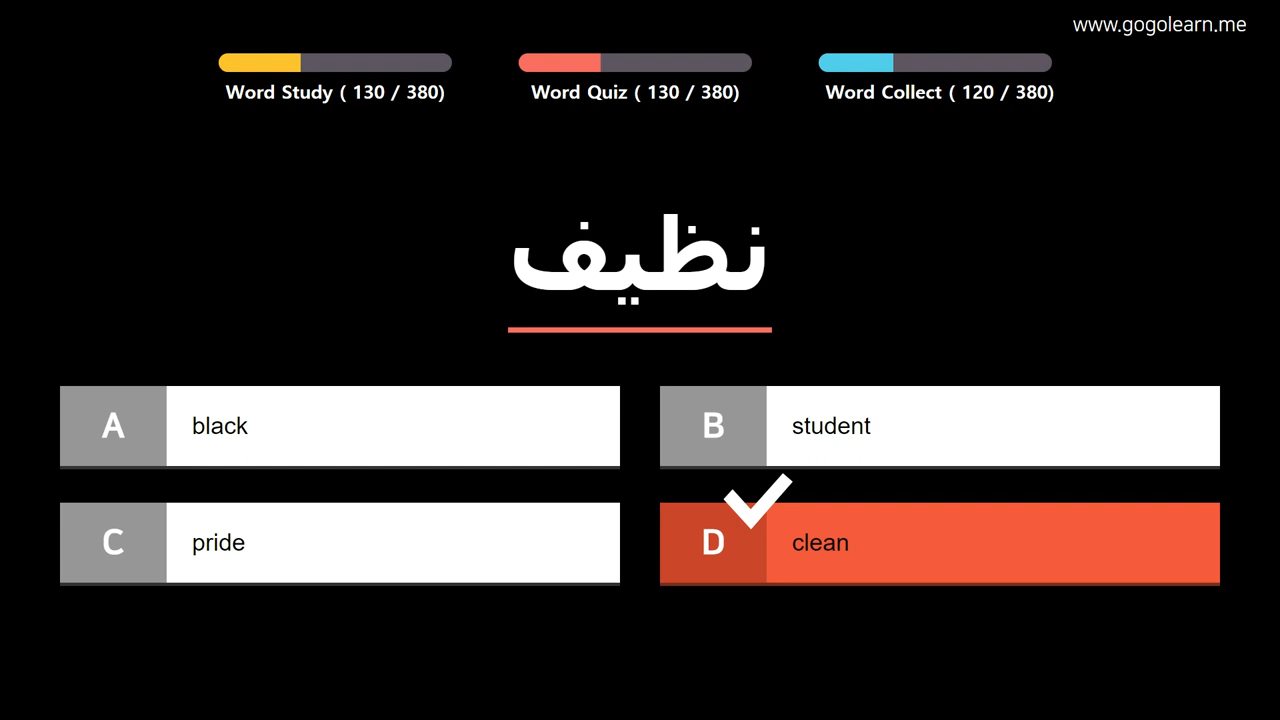 www.gogolearn.me
Word Study ( 130 / 380)
Word Quiz ( 130 / 380)
Word Collect ( 120 / 380)
نظيف
A black
B student
C pride
D clean